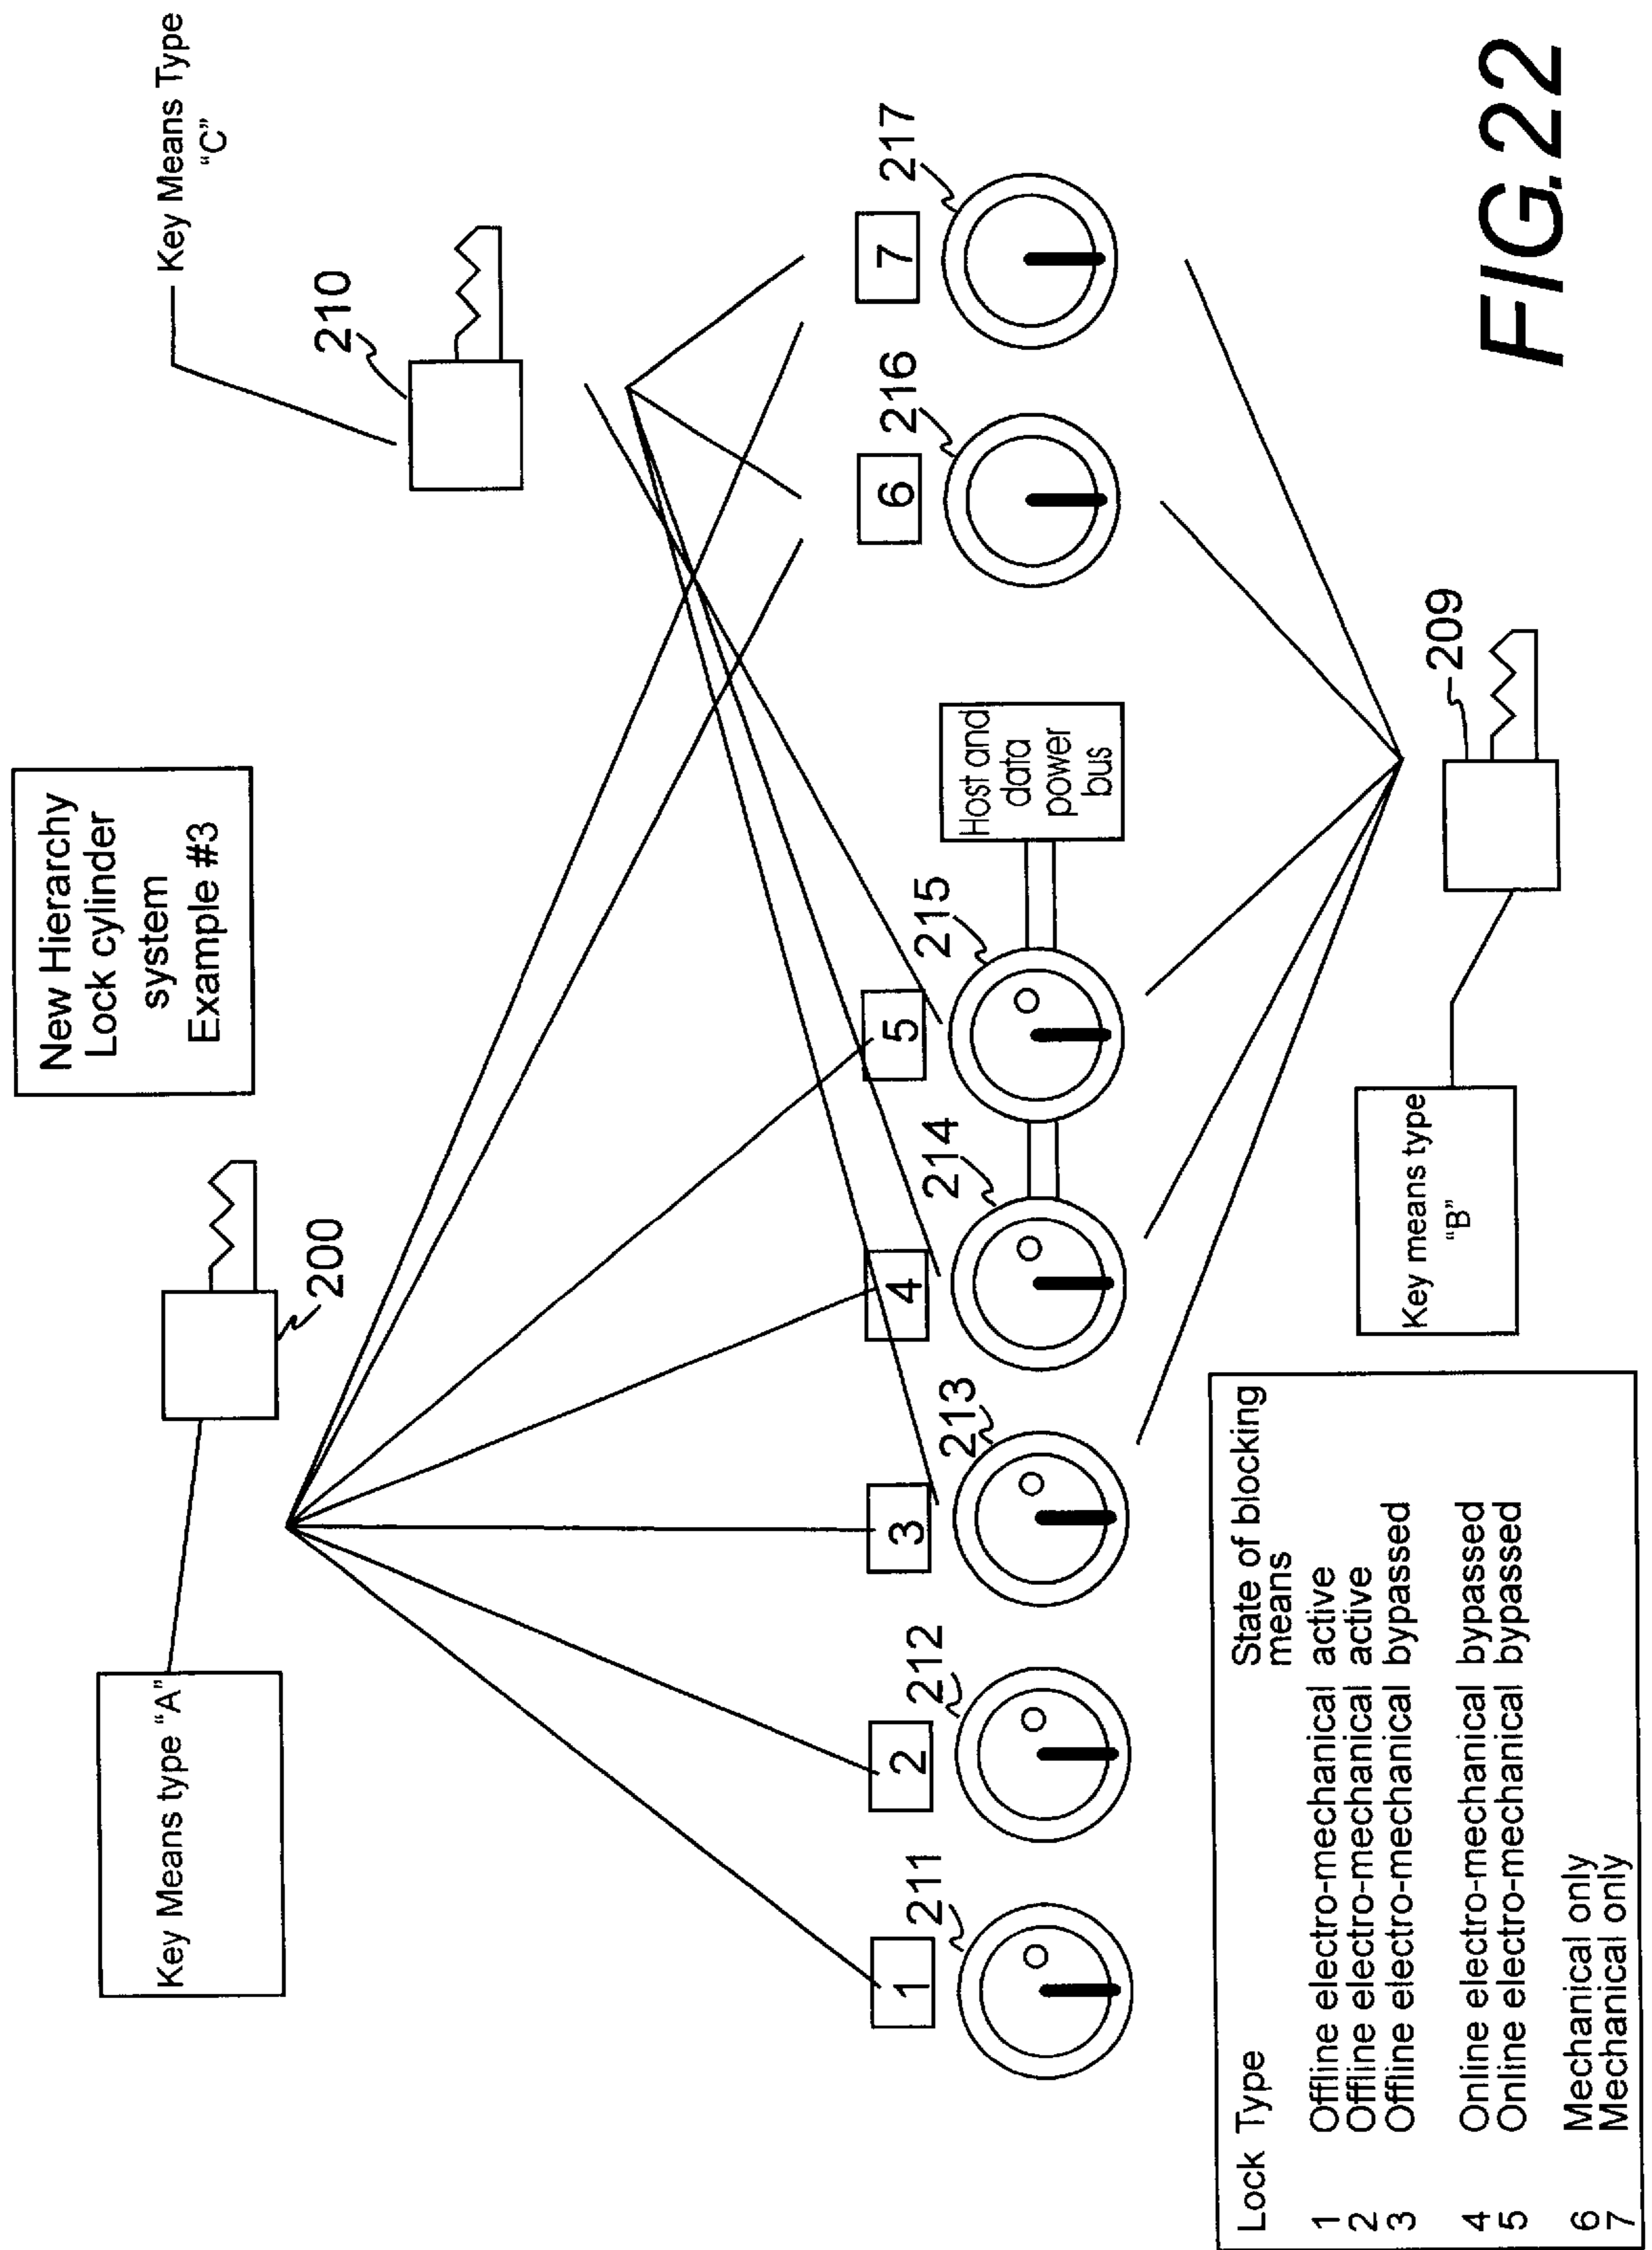 New Hierarchy
Lock cylinder
system
Example #3
Key Means type "A"
200
Key Means Type
"C"
210
1
2
3
4
5
6
7
211
212
213
214
215
216
217
Host and
data
power
bus
209
Key means type
"B"
Lock Type State of blocking
means
1 Offline electro-mechanical active
2 Offline electro-mechanical active
3 Offline electro-mechanical bypassed
4 Online electro-mechanical bypassed
5 Online electro-mechanical bypassed
6 Mechanical only
7 Mechanical only
FIG.22